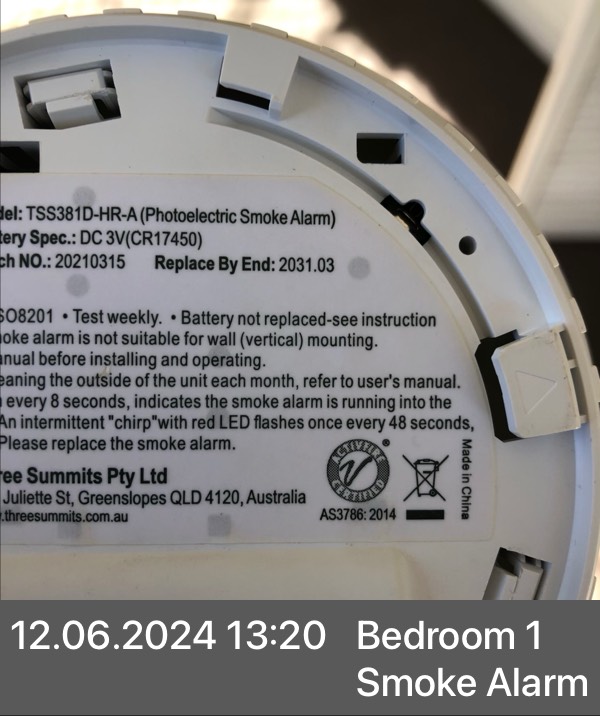 del: TSS381D-HR-A (Photoelectric Smoke Alarm)
tery Spec.: DC 3V(CR17450)
ch NO.: 20210315 Replace By End: 2031.03
SO8201 • Test weekly. • Battery not replaced-see instruction
oke alarm is not suitable for wall (vertical) mounting.
anual before installing and operating.
eaning the outside of the unit each month, refer to user's manual.
every 8 seconds, indicates the smoke alarm is running into the
An intermittent "chirp"with red LED flashes once every 48 seconds,
Please replace the smoke alarm.
ree Summits Pty Ltd
Juliette St, Greenslopes QLD 4120, Australia
.threesummits.com.au
ACTIVFIRE
CERTIFIED
®
AS3786: 2014
Made in China
12.06.2024 13:20 Bedroom 1
Smoke Alarm